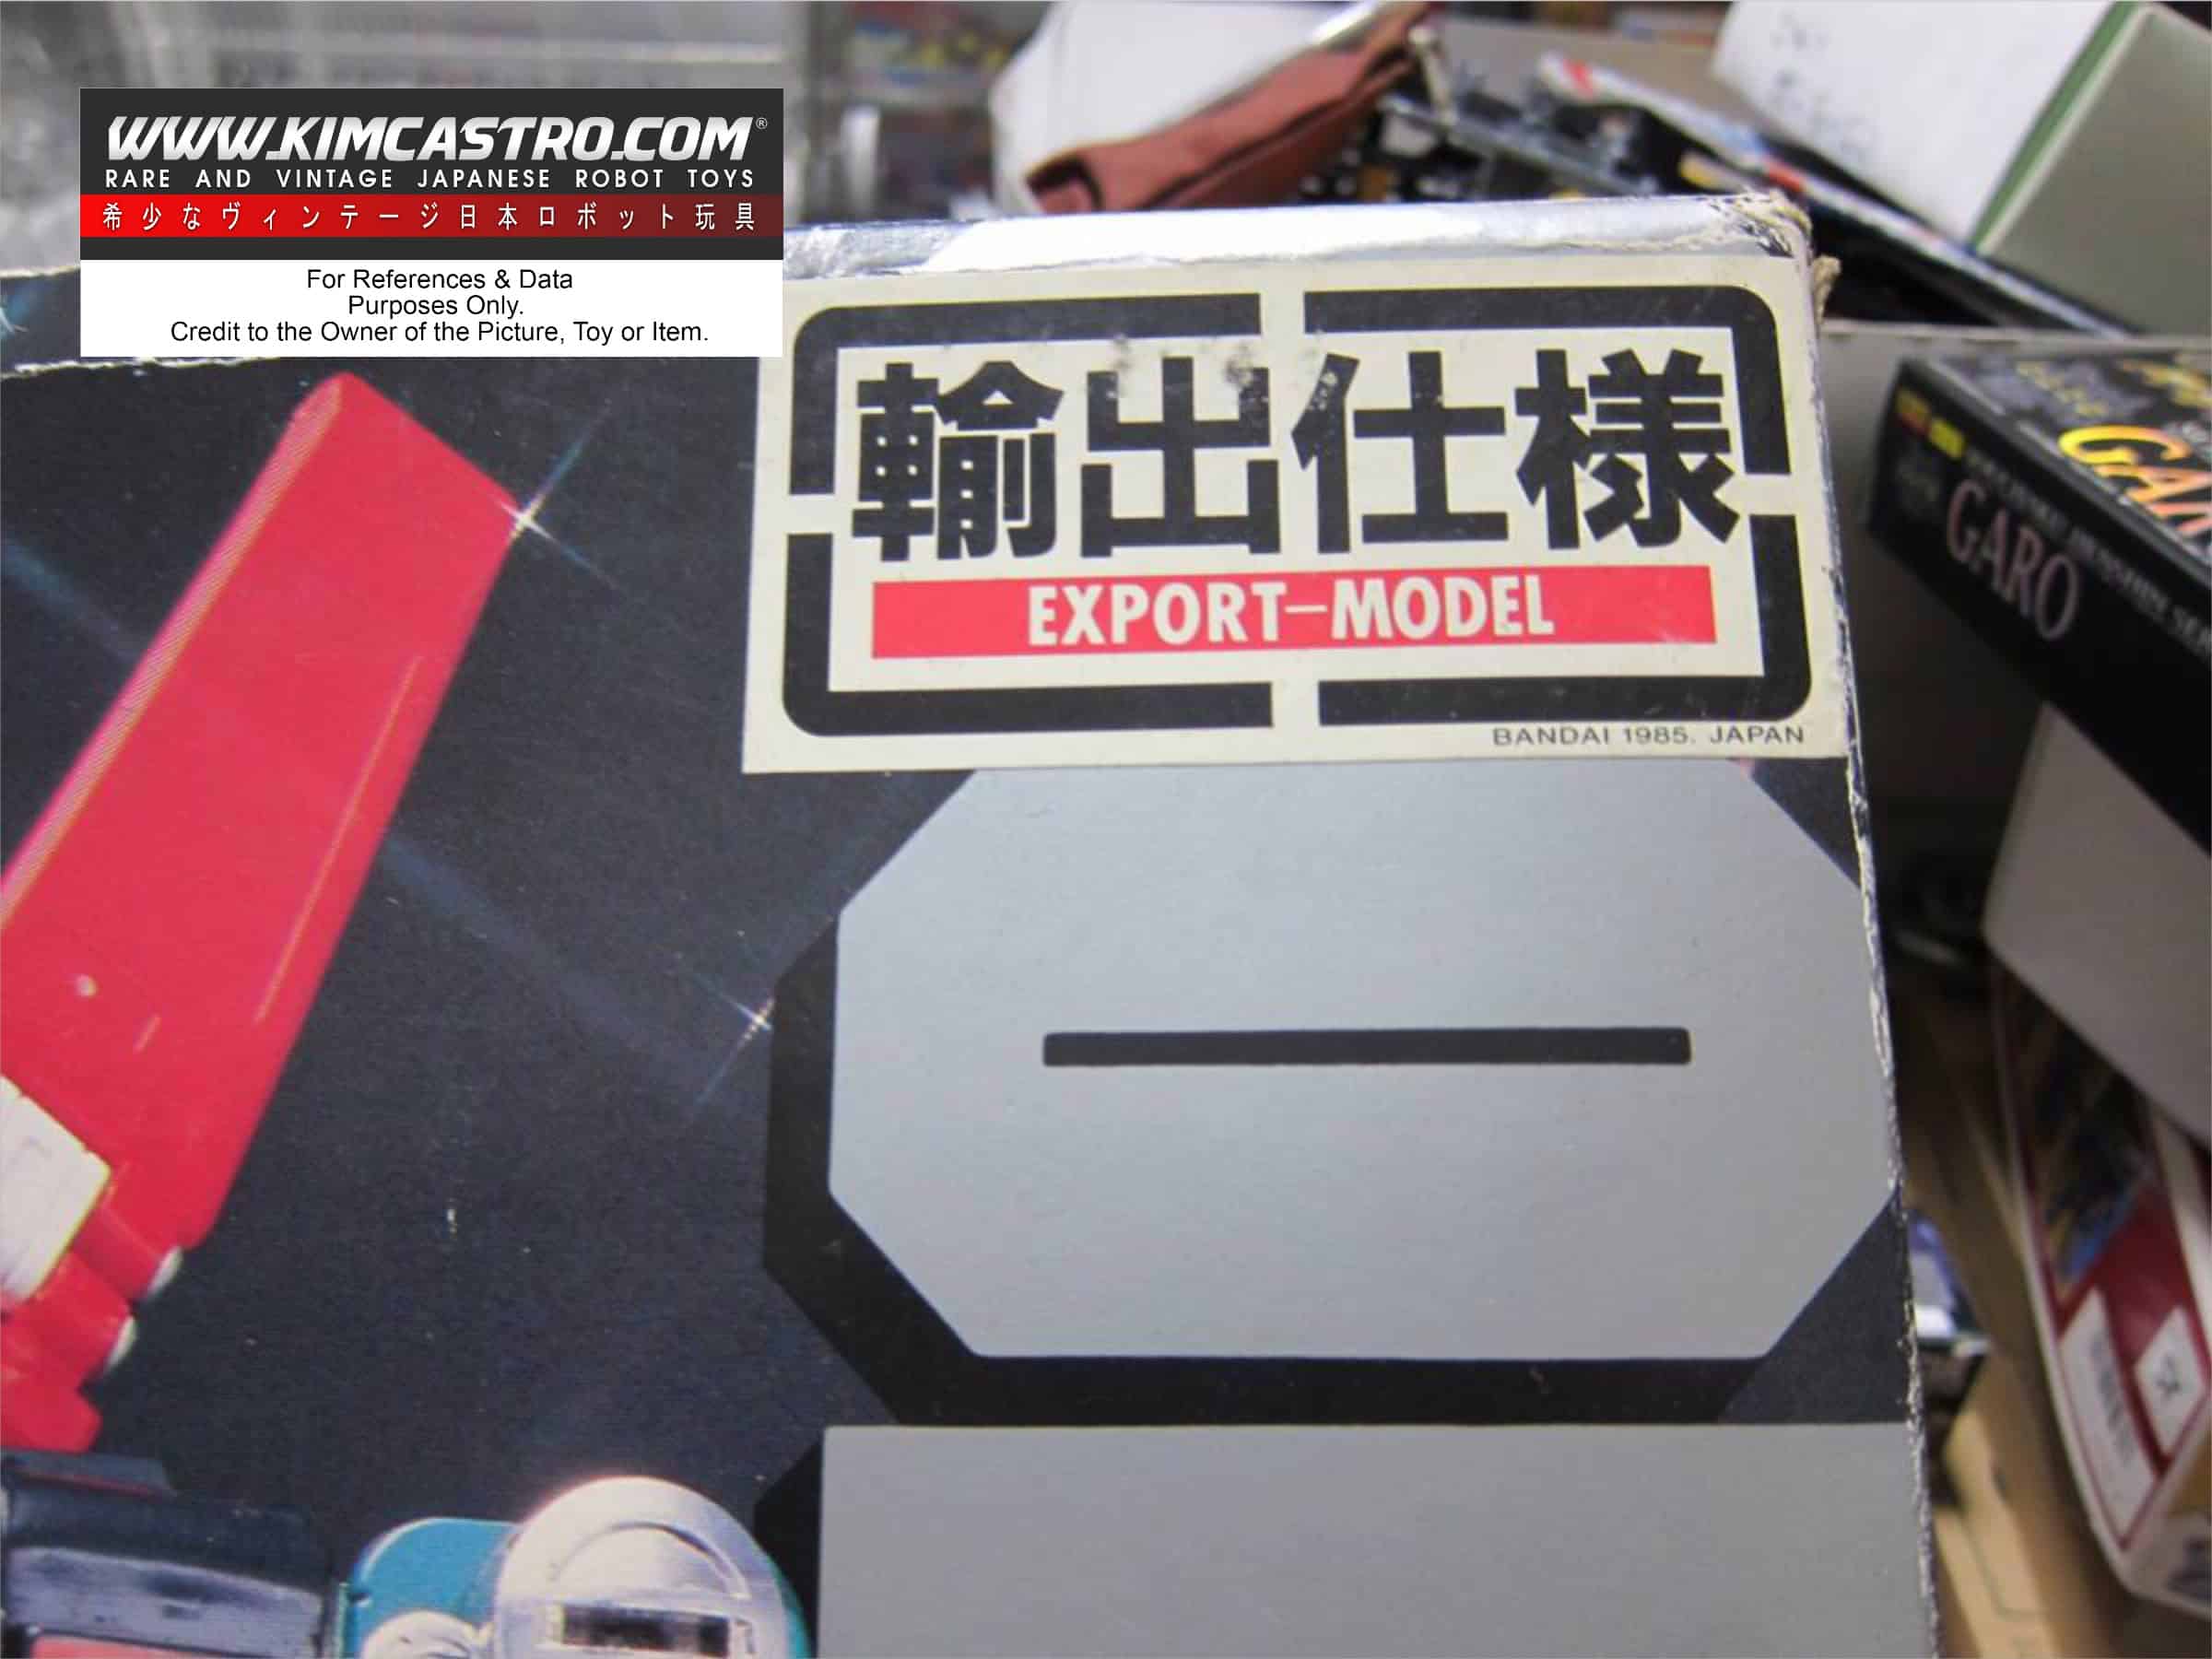 WWW.KIMCASTRO.COM®
RARE AND VINTAGE JAPANESE ROBOT TOYS
希少なヴィンテージ日本ロボット玩具
For References & Data
Purposes Only.
Credit to the Owner of the Picture, Toy or Item.
輸出仕様
EXPORT-MODEL
BANDAI 1985. JAPAN
GARO